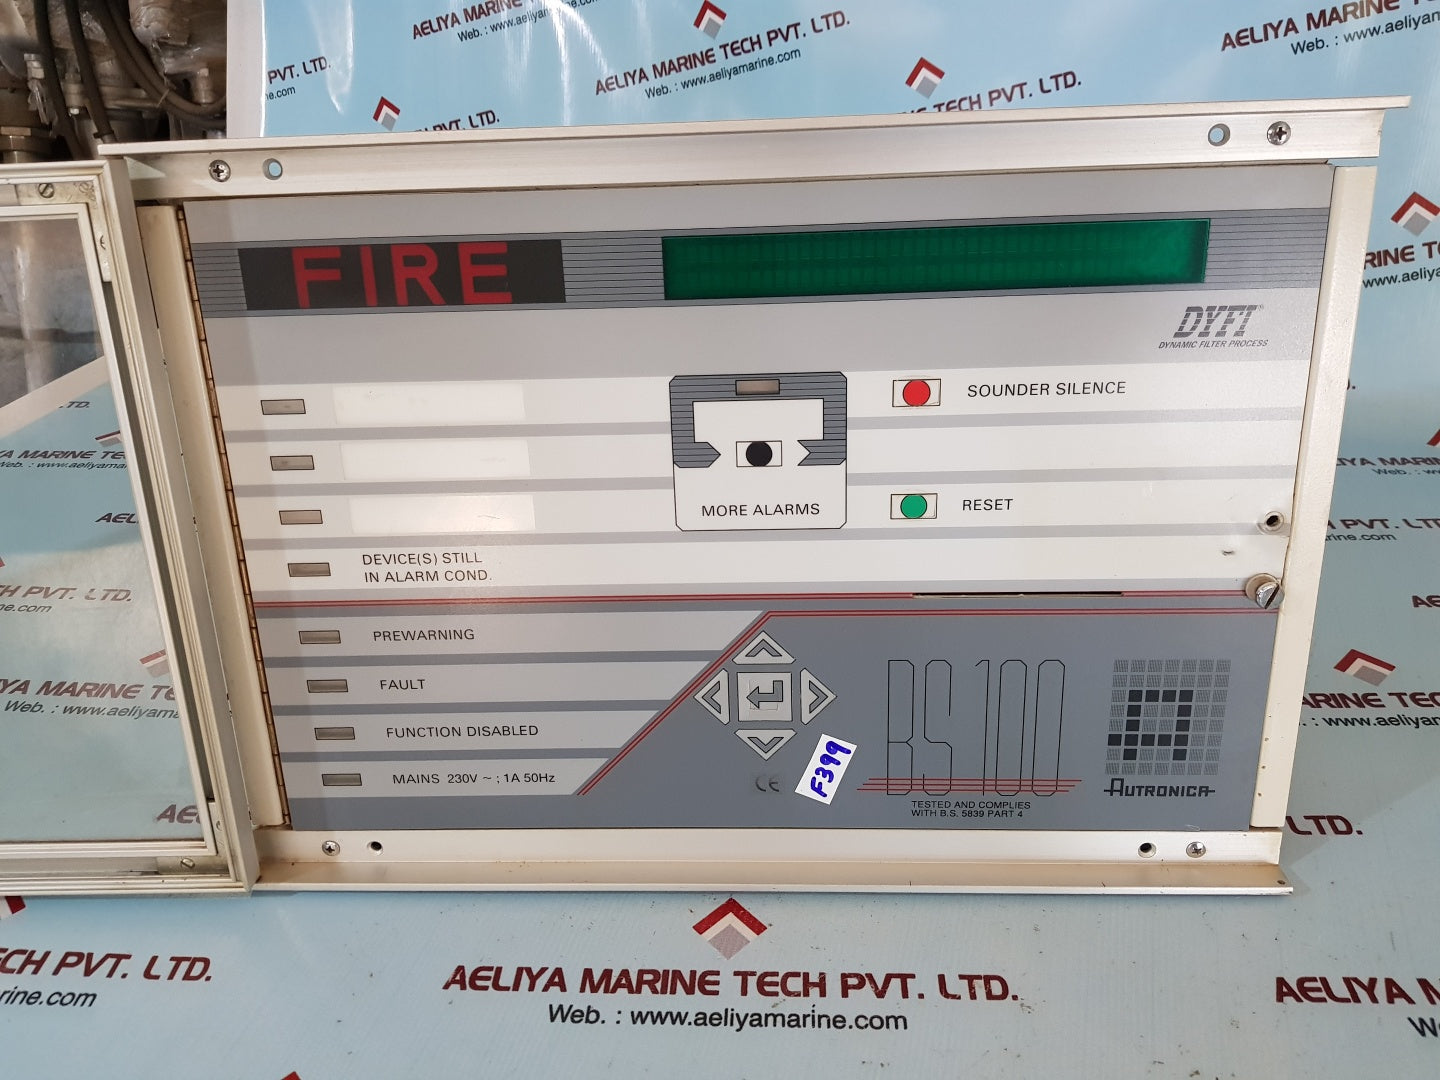 AELIYA MARINE TECH PVT. LTD.
Web. : www.aeliyamarine.com
AELIYA MARINE TECH PVT. LTD.
Web. : www.aeliyamarine.com
FIRE
DYFI
DYNAMIC FILTER PROCESS
SOUNDER SILENCE
MORE ALARMS
RESET
DEVICE(S) STILL
IN ALARM COND.
PREWARNING
FAULT
FUNCTION DISABLED
MAINS 230V ~ ; 1A 50Hz
CE
F399
BS 100
TESTED AND COMPLIES
WITH B.S. 5839 PART 4
AUTRONICA
AELIYA MARINE TECH PVT. LTD.
Web. : www.aeliyamarine.com